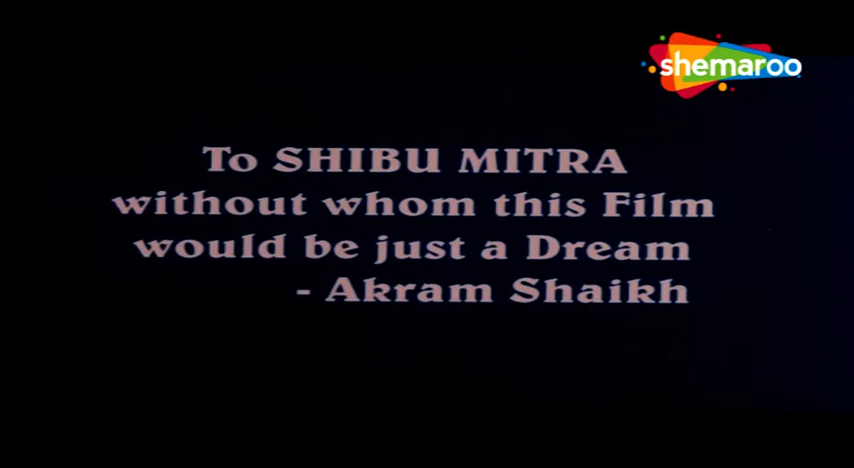 shemaroo
To SHIBU MITRA
without whom this Film
would be just a Dream
- Akram Shaikh